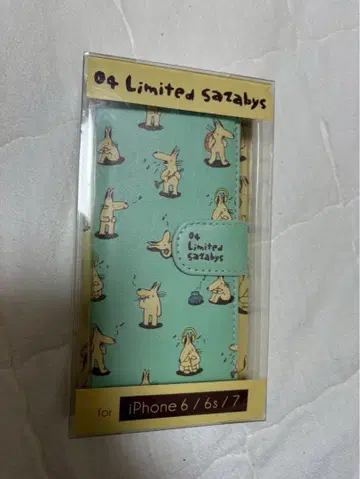 04 Limited Sazabys
04
Limited
Sazabys
for iPhone 6 / 6s / 7